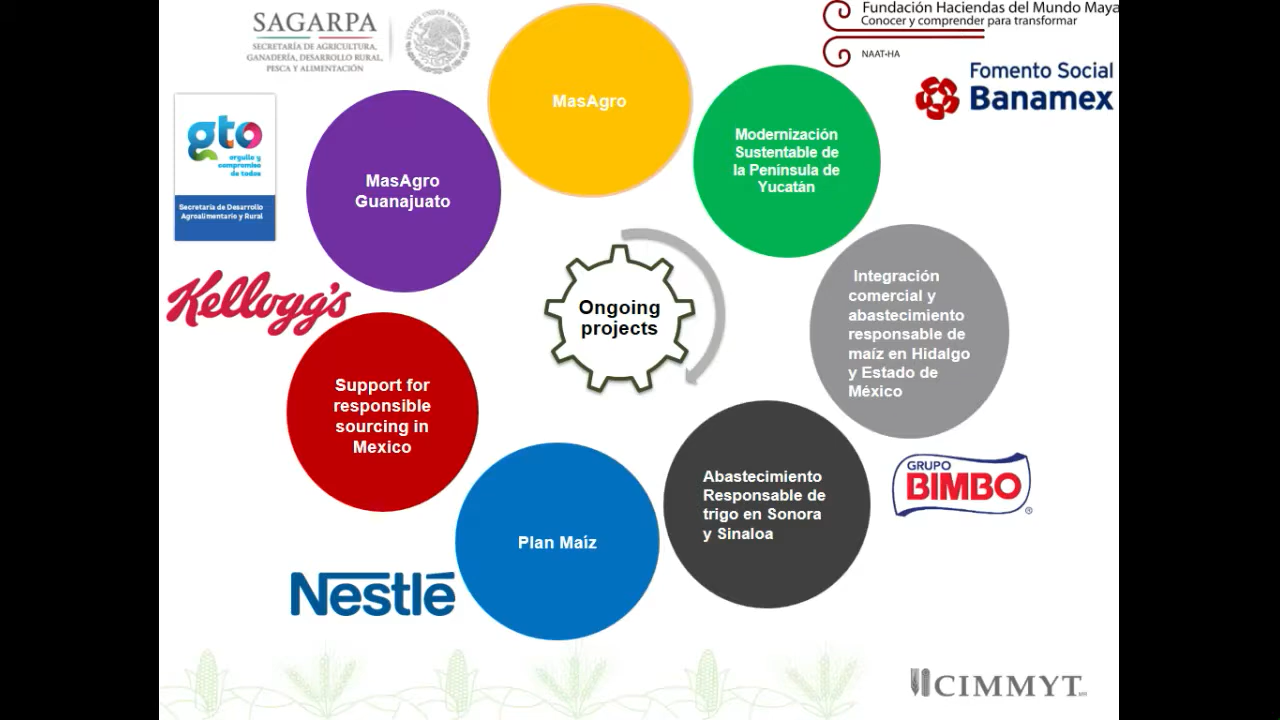 SAGARPA
SECRETARÍA DE AGRICULTURA,
GANADERÍA, DESARROLLO RURAL,
PESCA Y ALIMENTACIÓN
ESTADOS UNIDOS MEXICANOS
MasAgro
Fundación Haciendas del Mundo Maya
Conocer y comprender para transformar
NAAT-HA
Fomento Social
Banamex
gto
orgullo y
compromiso
de todos
Secretaría de Desarrollo
Agroalimentario y Rural
MasAgro
Guanajuato
Modernización
Sustentable de
la Península de
Yucatán
Kellogg's
Ongoing
projects
Integración
comercial y
abastecimiento
responsable de
maíz en Hidalgo
y Estado de
México
Support for
responsible
sourcing in
Mexico
GRUPO
BIMBO
®
Abastecimiento
Responsable de
trigo en Sonora
y Sinaloa
Plan Maíz
Nestlé
CIMMYT